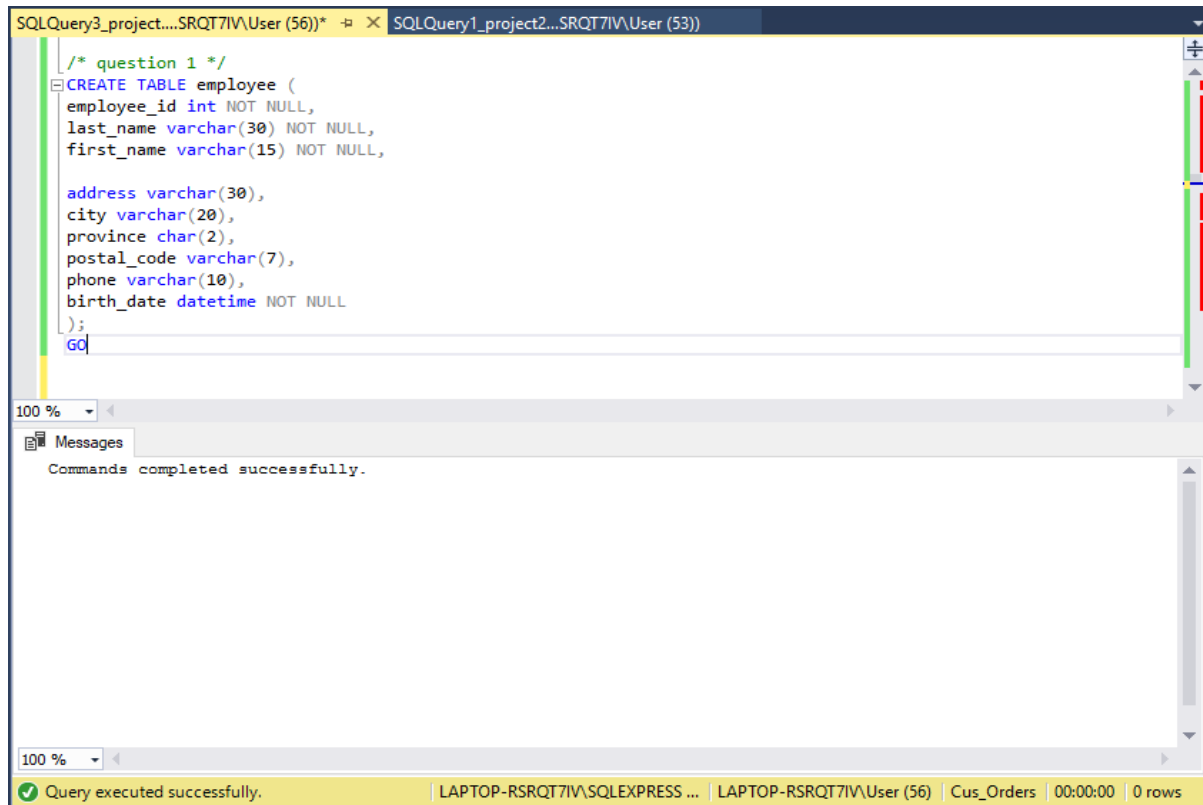 SQLQuery3_project....SRQT7IV\User (56))* SQLQuery1_project2...SRQT7IV\User (53))
/* question 1 */
CREATE TABLE employee (
employee_id int NOT NULL,
last_name varchar(30) NOT NULL,
first_name varchar(15) NOT NULL,
address varchar(30),
city varchar(20),
province char(2),
postal_code varchar(7),
phone varchar(10),
birth_date datetime NOT NULL
);
GO
100 %
Messages
Commands completed successfully.
100 %
Query executed successfully. LAPTOP-RSRQT7IV\SQLEXPRESS ... LAPTOP-RSRQT7IV\User (56) Cus_Orders 00:00:00 0 rows